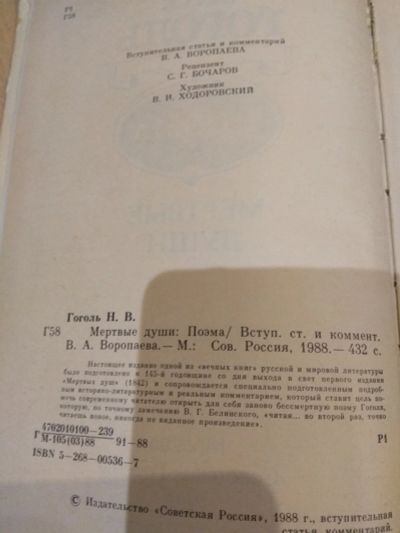 Р1
Г58
Вступительная статья и комментарий
В. А. ВОРОПАЕВА
Рецензент
С. Г. БОЧАРОВ
Художник
В. И. ХОДОРОВСКИЙ
Гоголь Н. В.
Г58 Мертвые души: Поэма/ Вступ. ст. и коммент.
В. А. Воропаева.— М.: Сов. Россия, 1988.— 432 с.
Настоящее издание одной из «вечных книг» русской и мировой литературы
было подготовлено к 145-й годовщине со дня выхода в свет первого издания
«Мертвых душ» (1842) и сопровождается специально подготовленным подроб-
ным историко-литературным и реальным комментарием, который ставит целью по-
мочь современному читателю открыть для себя заново бессмертную поэму Гоголя,
которую, по точному замечанию В. Г. Белинского, «читая... во второй раз, точно
читаешь новое, никогда не виданное произведение».
Г 4702010100—239
М-105(03)88 91—88 Р1
ISBN 5—268—00536—7
© Издательство «Советская Россия», 1988 г., вступительная
статья, комментарий